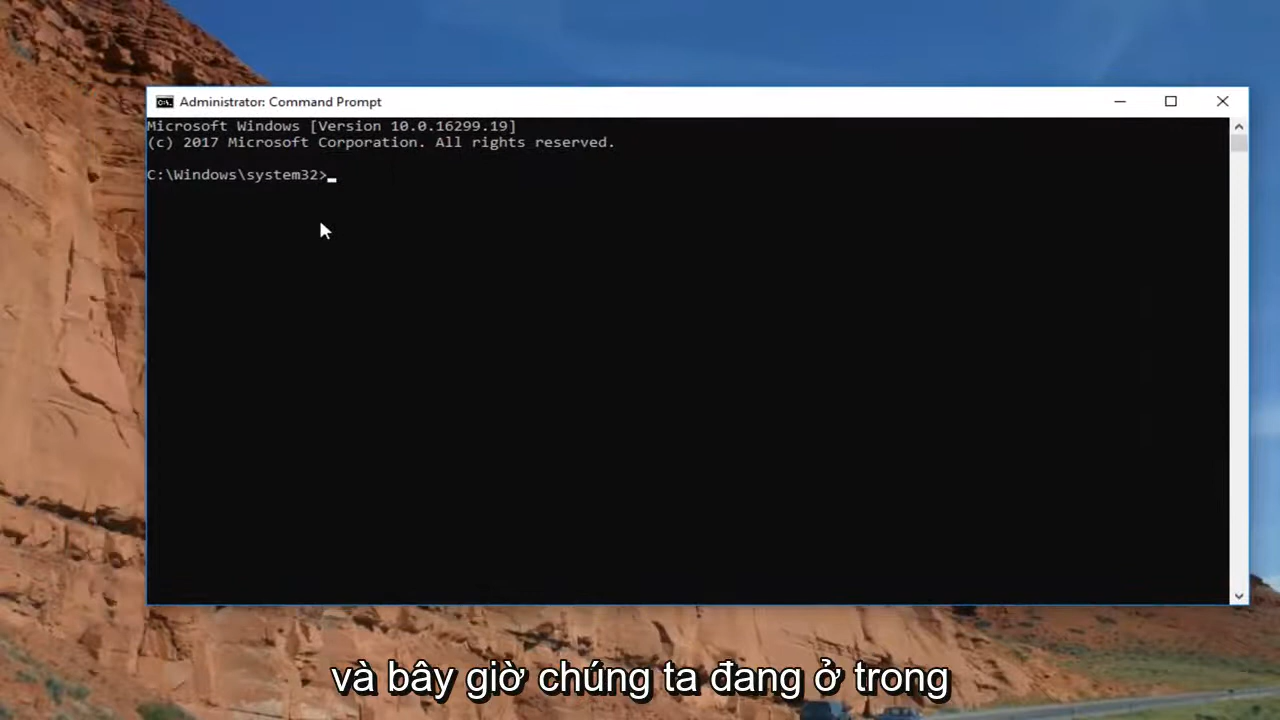 Administrator: Command Prompt
Microsoft Windows [Version 10.0.16299.19]
(c) 2017 Microsoft Corporation. All rights reserved.
C:\Windows\system32>
và bây giờ chúng ta đang ở trong